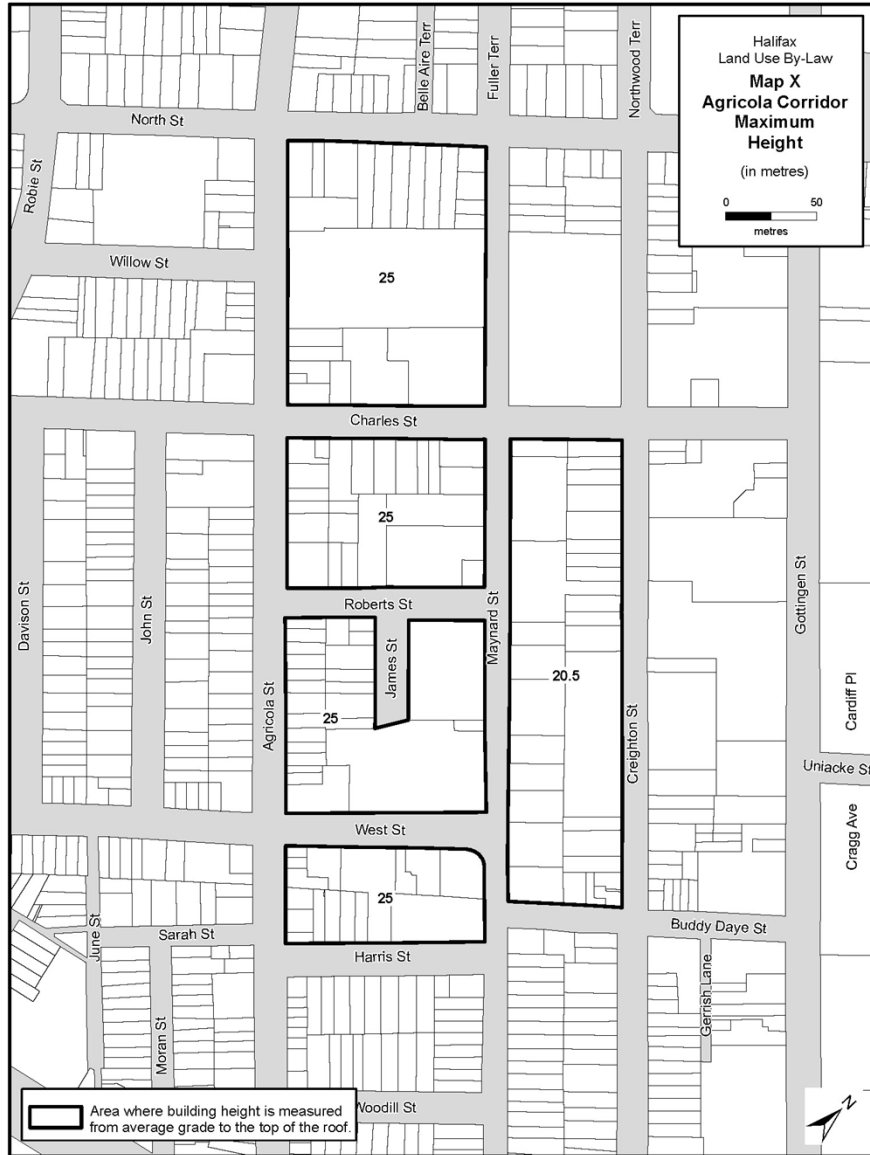 Belle Aire Terr
Fuller Terr
Northwood Terr
Halifax
Land Use By-Law
Map X
Agricola Corridor
Maximum
Height
(in metres)
0 50
metres
North St
Robie St
Willow St
25
Charles St
25
Roberts St
Davison St
John St
Agricola St
James St
25
Maynard St
20.5
Creighton St
Gottingen St
Cardiff Pl
Uniacke St
Cragg Ave
West St
25
June St
Sarah St
Harris St
Buddy Daye St
Gerrish Lane
Moran St
Woodill St
Area where building height is measured
from average grade to the top of the roof.
N